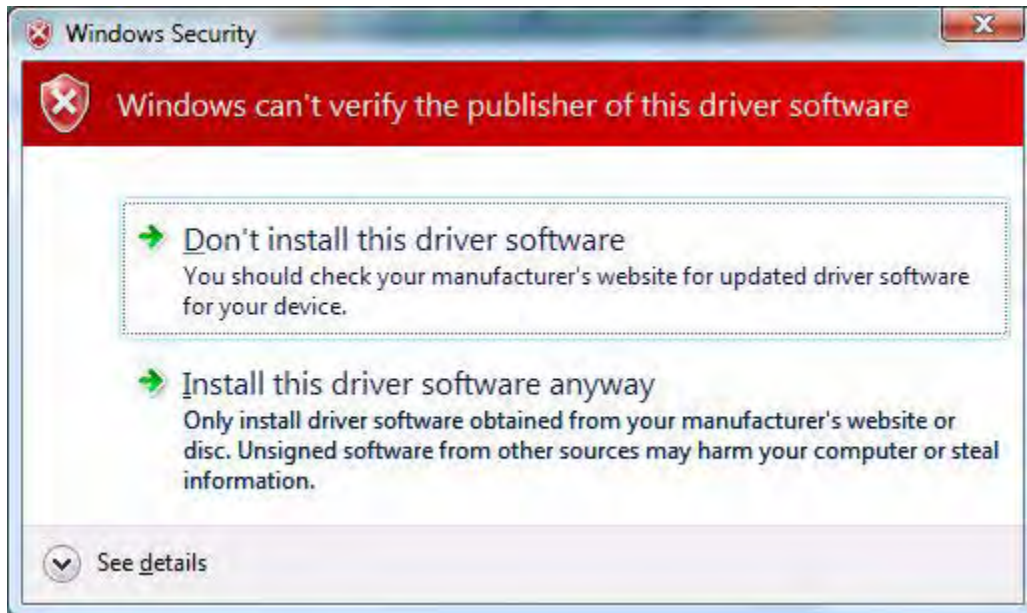 Windows Security
Windows can't verify the publisher of this driver software
Don't install this driver software
You should check your manufacturer's website for updated driver software
for your device.
Install this driver software anyway
Only install driver software obtained from your manufacturer's website or
disc. Unsigned software from other sources may harm your computer or steal
information.
See details